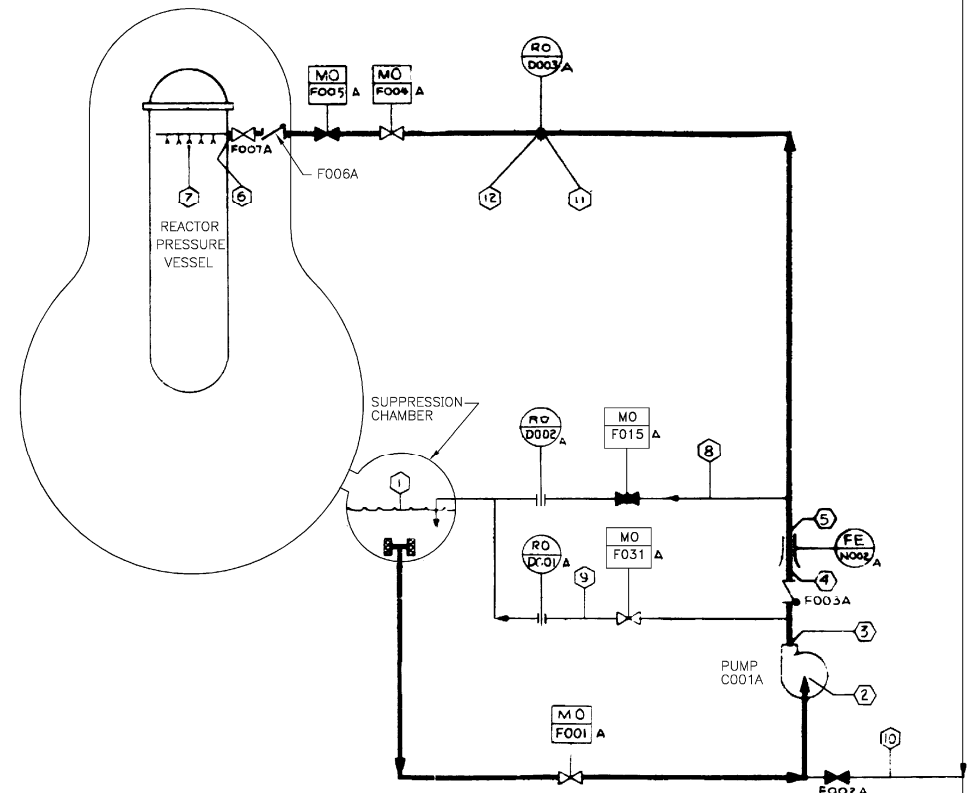 RO
D003 A
MO
F005 A
MO
F004 A
F007A
F006A
12
11
7
6
REACTOR
PRESSURE
VESSEL
SUPPRESSION
CHAMBER
RO
D002 A
MO
F015 A
8
1
5
FE
N002 A
RO
D001 A
MO
F031 A
9
4
F003A
3
PUMP
C001A
2
MO
F001 A
10
F002A